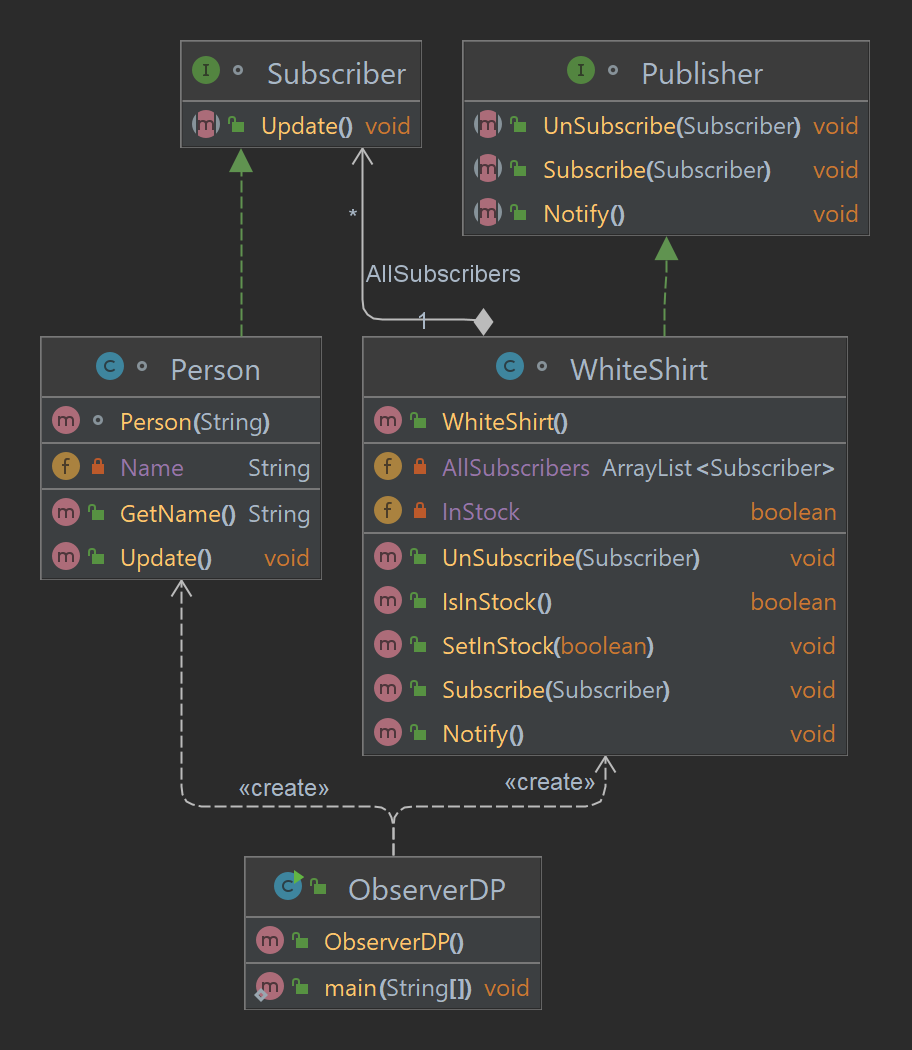 Subscriber
Update() void
Publisher
UnSubscribe(Subscriber) void
Subscribe(Subscriber) void
Notify() void
*
AllSubscribers
1
Person
Person(String)
Name String
GetName() String
Update() void
WhiteShirt
WhiteShirt()
AllSubscribers ArrayList<Subscriber>
InStock boolean
UnSubscribe(Subscriber) void
IsInStock() boolean
SetInStock(boolean) void
Subscribe(Subscriber) void
Notify() void
«create»
«create»
ObserverDP
ObserverDP()
main(String[]) void